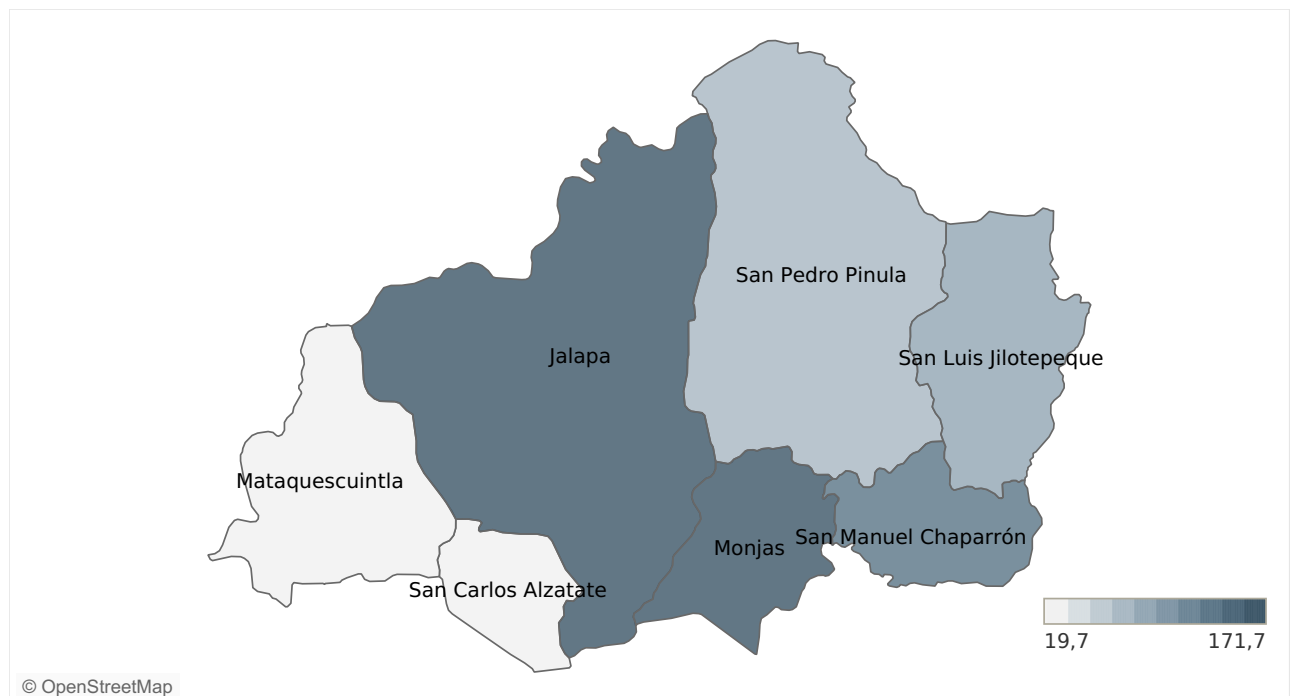 San Pedro Pinula
Jalapa
San Luis Jilotepeque
Mataquescuintla
San Manuel Chaparrón
Monjas
San Carlos Alzatate
19,7
171,7
© OpenStreetMap